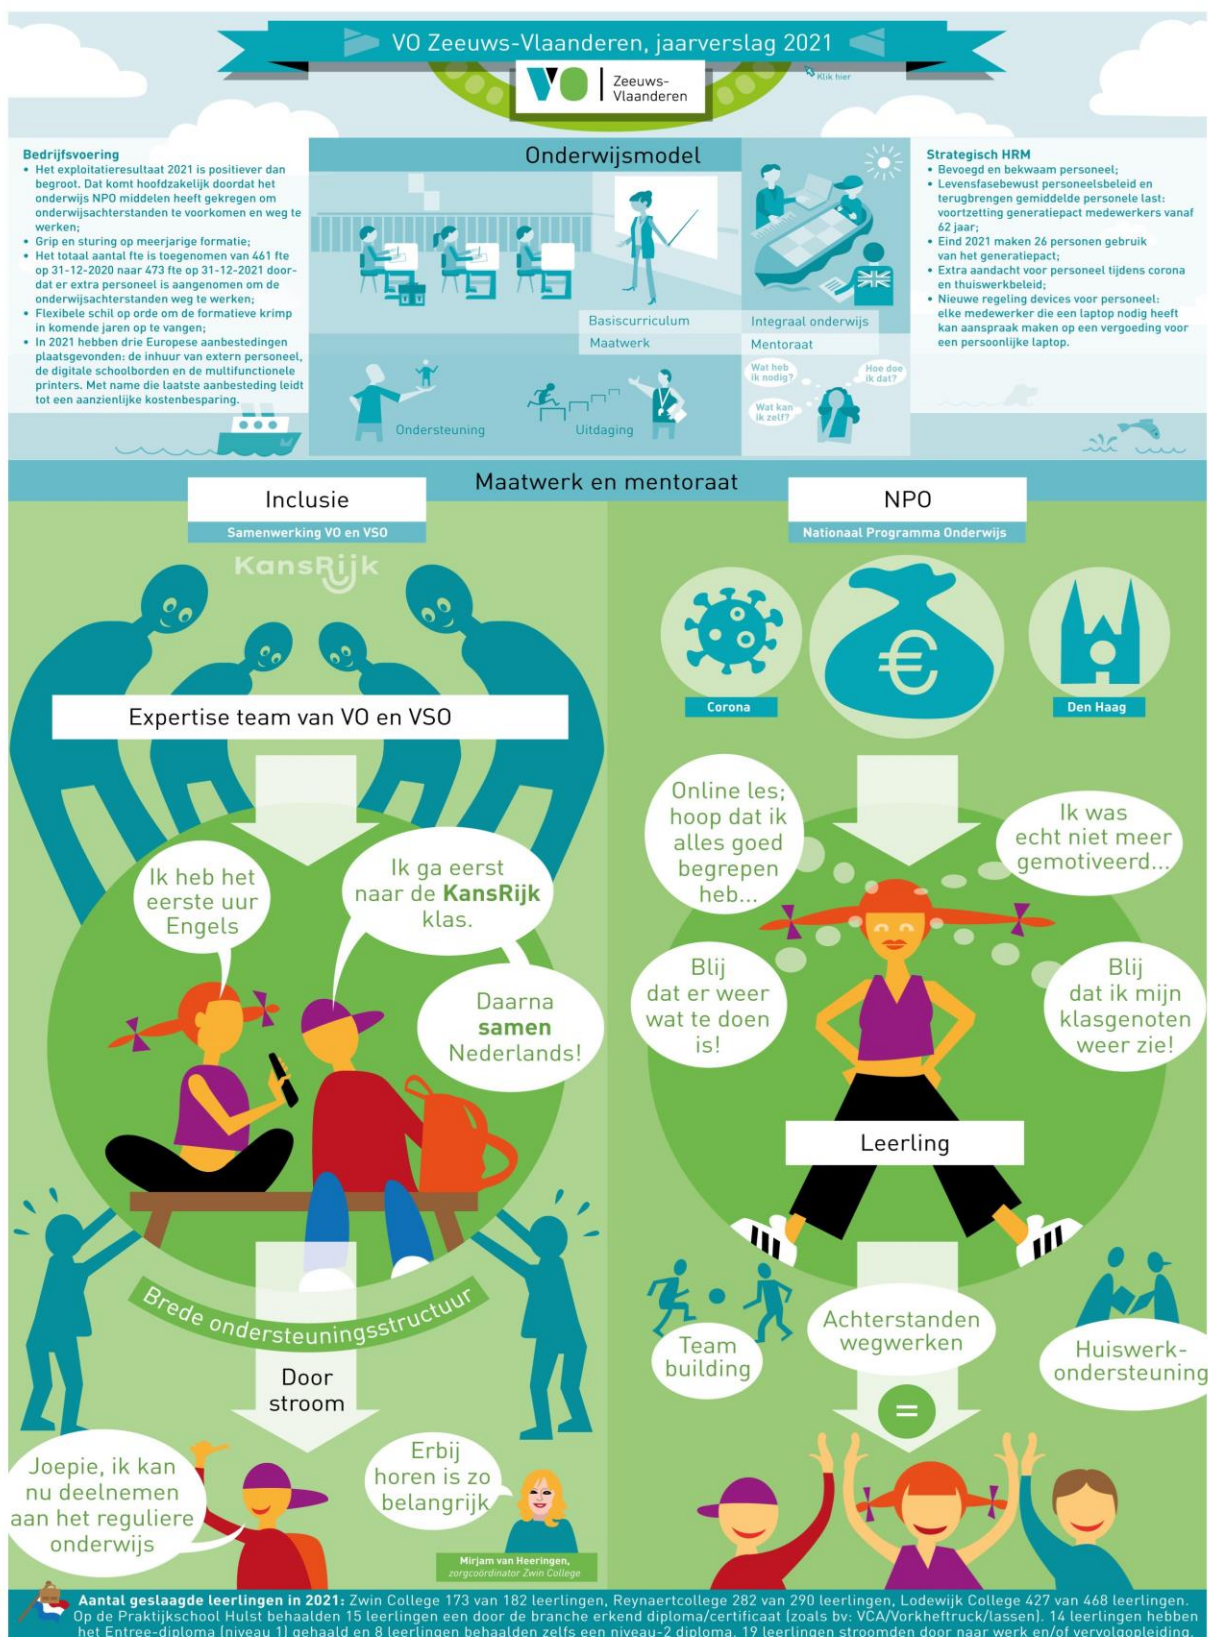 VO Zeeuws-Vlaanderen, jaarverslag 2021
Klik hier
VO Zeeuws-
Vlaanderen
Bedrijfsvoering
• Het exploitatieresultaat 2021 is positiever dan
begroot. Dat komt hoofdzakelijk doordat het
onderwijs NPO middelen heeft gekregen om
onderwijsachterstanden te voorkomen en weg te
werken;
• Grip en sturing op meerjarige formatie;
• Het totaal aantal fte is toegenomen van 461 fte
op 31-12-2020 naar 473 fte op 31-12-2021 door-
dat er extra personeel is aangenomen om de
onderwijsachterstanden weg te werken;
• Flexibele schil op orde om de formatieve krimp
in komende jaren op te vangen;
• In 2021 hebben drie Europese aanbestedingen
plaatsgevonden: de inhuur van extern personeel,
de digitale schoolborden en de multifunctionele
printers. Met name die laatste aanbesteding leidt
tot een aanzienlijke kostenbesparing.
Onderwijsmodel
Basiscurriculum
Integraal onderwijs
Maatwerk
Mentoraat
Ondersteuning
Uitdaging
Wat heb
ik nodig?
Hoe doe
ik dat?
Wat kan
ik zelf?
Strategisch HRM
• Bevoegd en bekwaam personeel;
• Levensfasebewust personeelsbeleid en
terugbrengen gemiddelde personele last:
voortzetting generatiepact medewerkers vanaf
62 jaar;
• Eind 2021 maken 26 personen gebruik
van het generatiepact;
• Extra aandacht voor personeel tijdens corona
en thuiswerkbeleid;
• Nieuwe regeling devices voor personeel:
elke medewerker die een laptop nodig heeft
kan aanspraak maken op een vergoeding voor
een persoonlijke laptop.
Maatwerk en mentoraat
Inclusie
Samenwerking VO en VSO
KansRijk
Expertise team van VO en VSO
Ik heb het
eerste uur
Engels
Ik ga eerst
naar de KansRijk
klas.
Daarna
samen
Nederlands!
Brede ondersteuningsstructuur
Door
stroom
Joepie, ik kan
nu deelnemen
aan het reguliere
onderwijs
Erbij
horen is zo
belangrijk
Mirjam van Heeringen,
zorgcoördinator Zwin College
NPO
Nationaal Programma Onderwijs
Corona
€
Den Haag
Online les;
hoop dat ik
alles goed
begrepen
heb...
Ik was
echt niet meer
gemotiveerd...
Blij
dat er weer
wat te doen
is!
Blij
dat ik mijn
klasgenoten
weer zie!
Leerling
Team
building
Achterstanden
wegwerken
Huiswerk-
ondersteuning
=
Aantal geslaagde leerlingen in 2021: Zwin College 173 van 182 leerlingen, Reynaertcollege 282 van 290 leerlingen, Lodewijk College 427 van 468 leerlingen.
Op de Praktijkschool Hulst behaalden 15 leerlingen een door de branche erkend diploma/certificaat (zoals bv: VCA/Vorkheftruck/lassen). 14 leerlingen hebben
het Entree-diploma (niveau 1) gehaald en 8 leerlingen behaalden zelfs een niveau-2 diploma. 19 leerlingen stroomden door naar werk en/of vervolgopleiding.